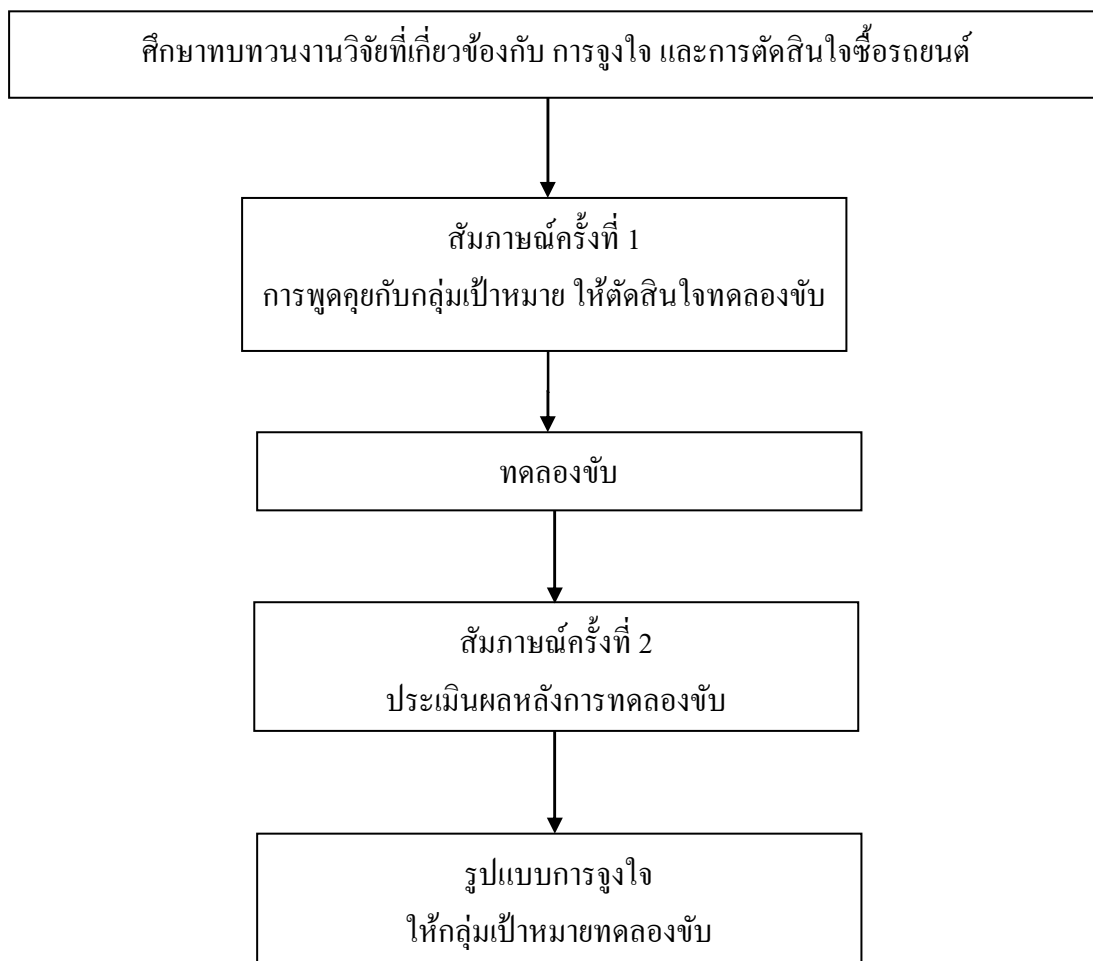 ศึกษาทบทวนงานวิจัยที่เกี่ยวข้องกับ การจูงใจ และการตัดสินใจซื้อรถยนต์
สัมภาษณ์ครั้งที่ 1
การพูดคุยกับกลุ่มเป้าหมาย ให้ตัดสินใจทดลองขับ
ทดลองขับ
สัมภาษณ์ครั้งที่ 2
ประเมินผลหลังการทดลองขับ
รูปแบบการจูงใจ
ให้กลุ่มเป้าหมายทดลองขับ